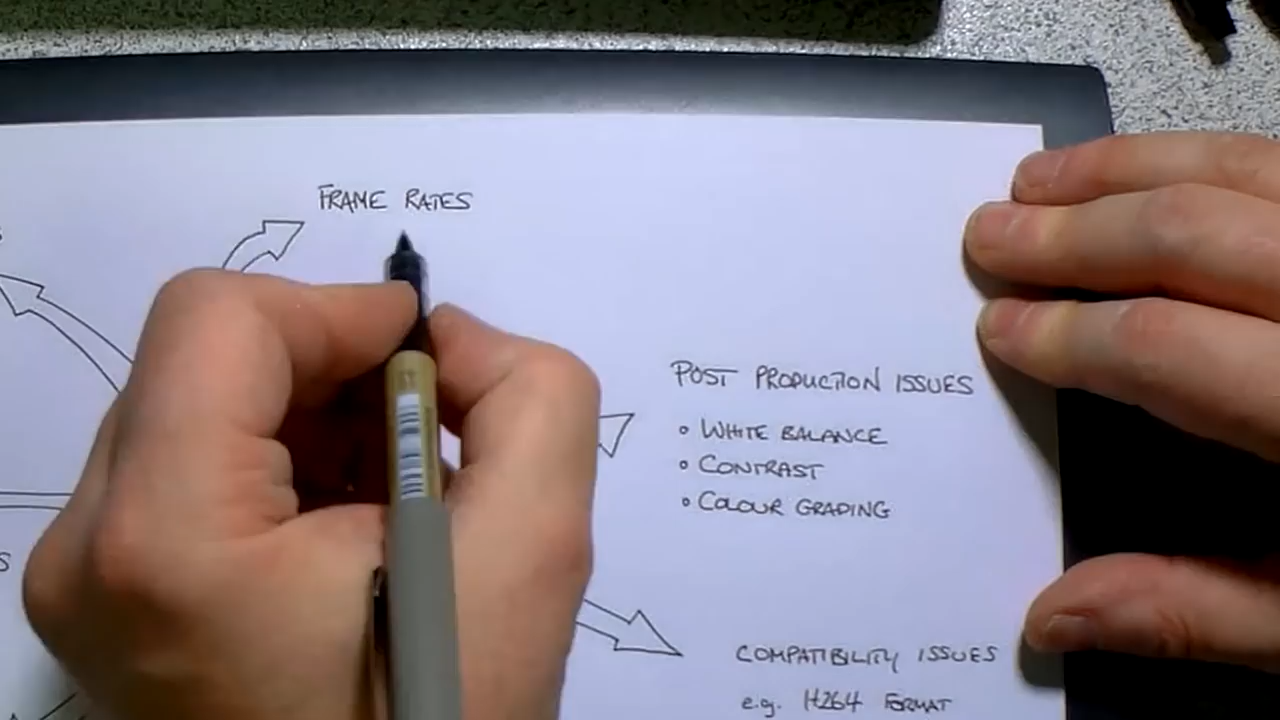 FRAME RATES
POST PRODUCTION ISSUES
• WHITE BALANCE
• CONTRAST
• COLOUR GRADING
COMPATIBILITY ISSUES
e.g. H264 FORMAT